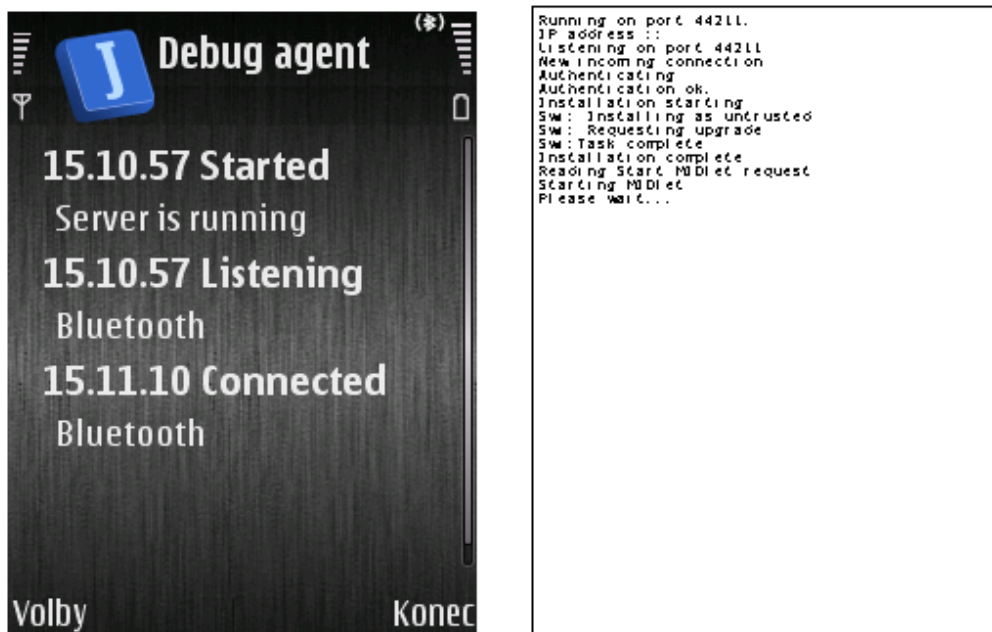 J
Debug agent
15.10.57 Started
Server is running
15.10.57 Listening
Bluetooth
15.11.10 Connected
Bluetooth
Volby
Konec
Running on port 44211.
IP address ::
Listening on port 44211
New incoming connection
Authenticating
Authentication ok.
Installation starting
Sw: Installing as untrusted
Sw: Requesting upgrade
Sw:Task complete
Installation complete
Reading Start MIDlet request
Starting MIDlet
Please wait...